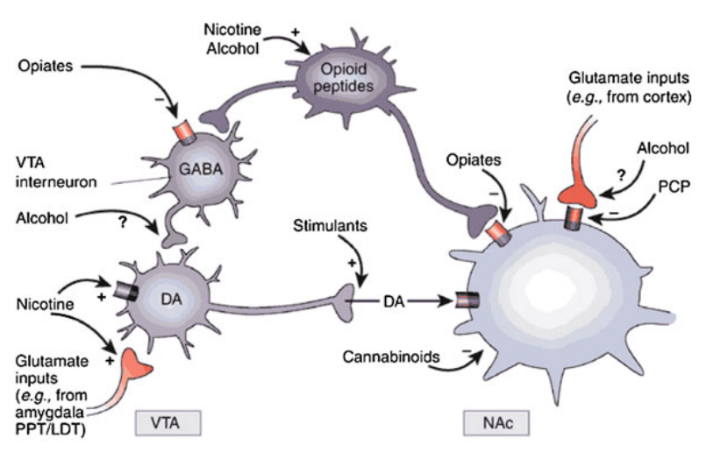 Nicotine
Alcohol
+
Opiates
–
Opioid
peptides
Glutamate inputs
(e.g., from cortex)
GABA
VTA
interneuron
Alcohol
?
Opiates
–
Alcohol
?
PCP
–
Stimulants
+
Nicotine
+
+
DA
DA
Cannabinoids
–
Glutamate
inputs
(e.g., from
amygdala
PPT/LDT)
VTA
NAc